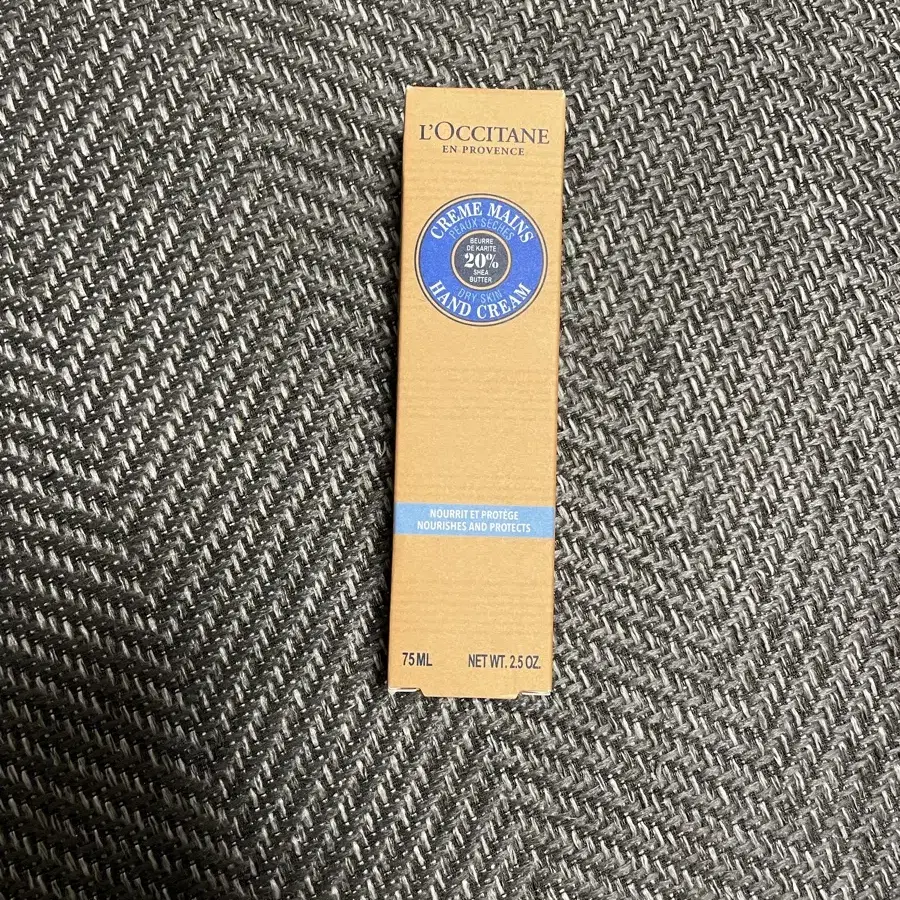 L'OCCITANE
EN PROVENCE
CREME MAINS
PEAUX SECHES
BEURRE
DE KARITE
20%
SHEA
BUTTER
DRY SKIN
HAND CREAM
NOURRIT ET PROTÈGE
NOURISHES AND PROTECTS
75 ML NET WT. 2.5 OZ.